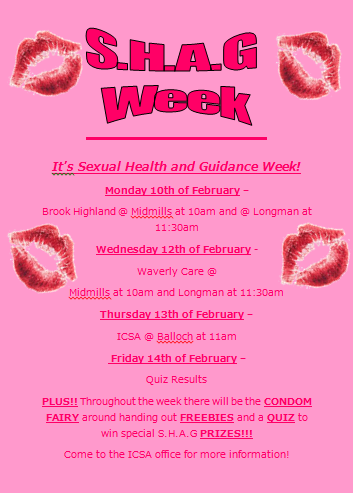 S.H.A.G
Week
It's Sexual Health and Guidance Week!
Monday 10th of February –
Brook Highland @ Midmills at 10am and @ Longman at
11:30am
Wednesday 12th of February -
Waverly Care @
Midmills at 10am and Longman at 11:30am
Thursday 13th of February –
ICSA @ Balloch at 11am
Friday 14th of February –
Quiz Results
PLUS!! Throughout the week there will be the CONDOM
FAIRY around handing out FREEBIES and a QUIZ to
win special S.H.A.G PRIZES!!!
Come to the ICSA office for more information!